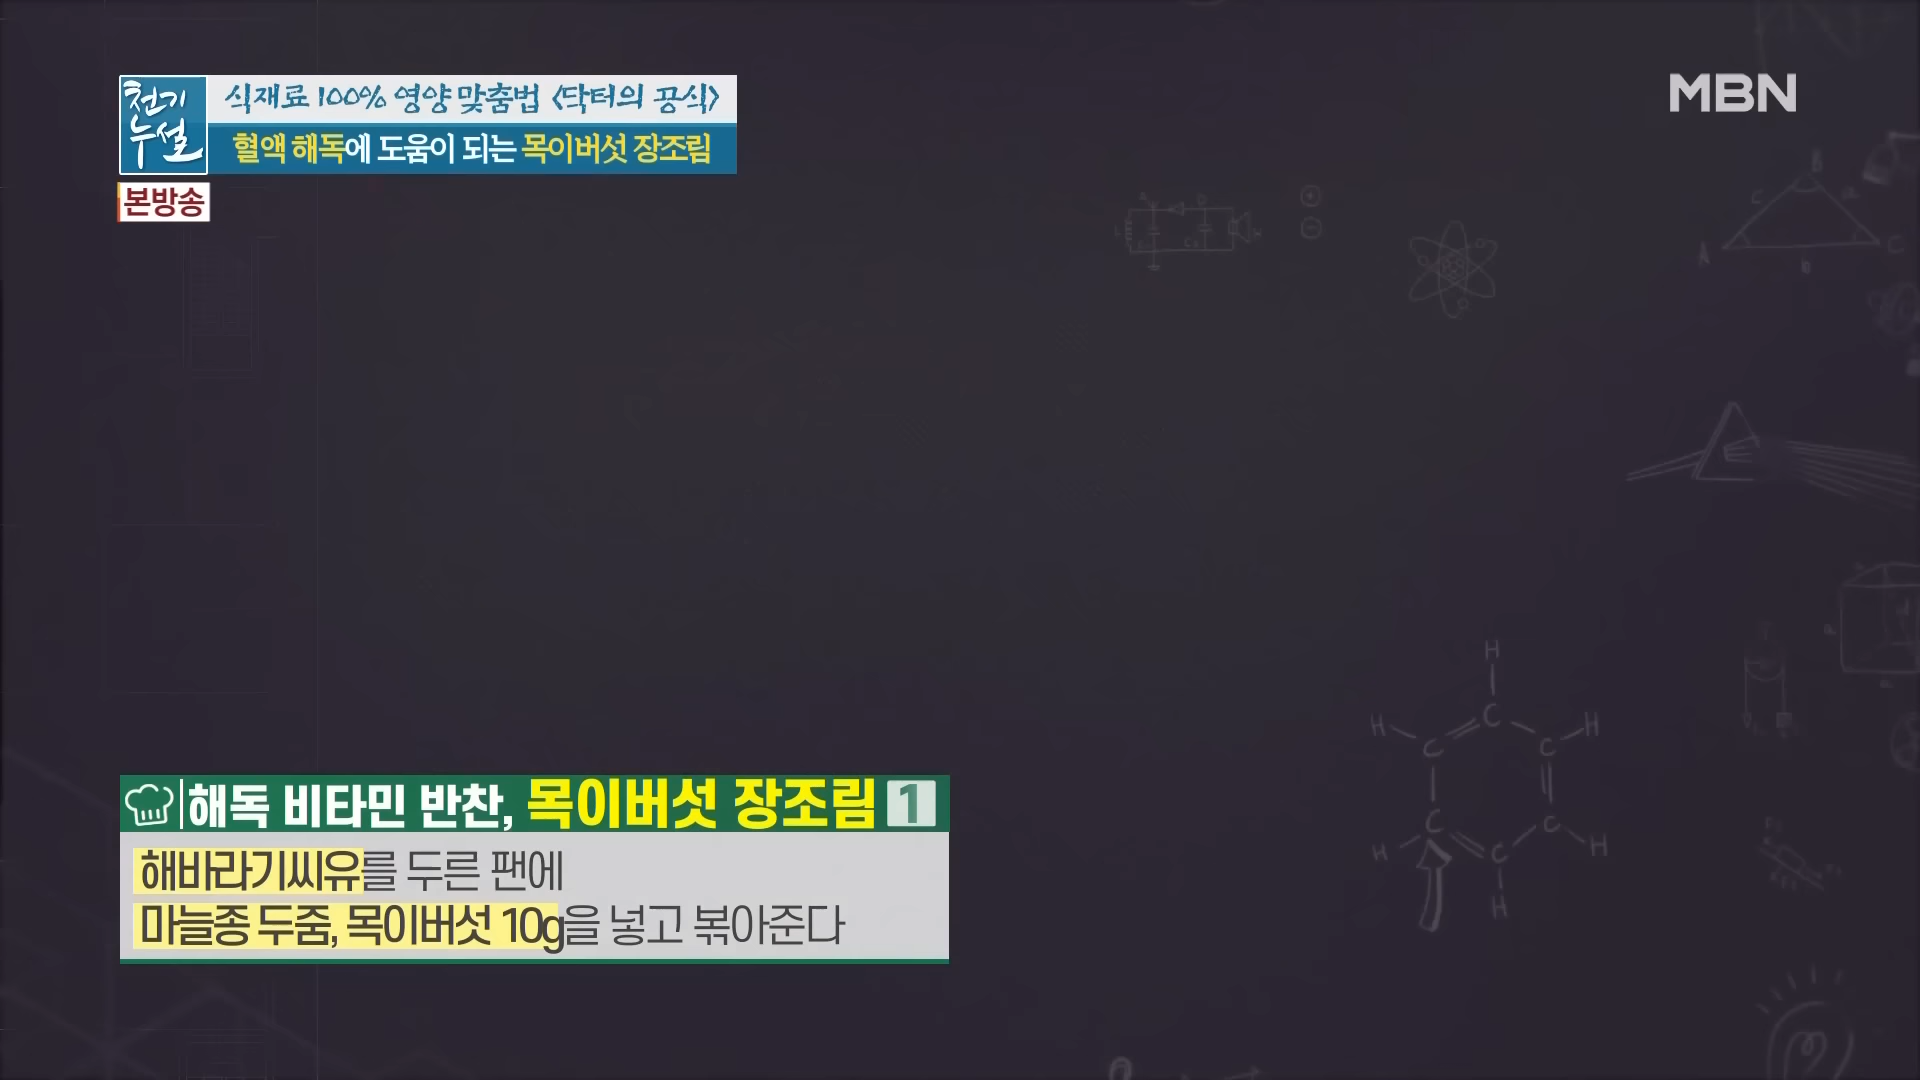 천기누설
식재료 100% 영양 맞춤법 <닥터의 공식>
혈액 해독에 도움이 되는 목이버섯 장조림
본방송
MBN
해독 비타민 반찬, 목이버섯 장조림 1
해바라기씨유를 두른 팬에
마늘종 두줌, 목이버섯 10g을 넣고 볶아준다